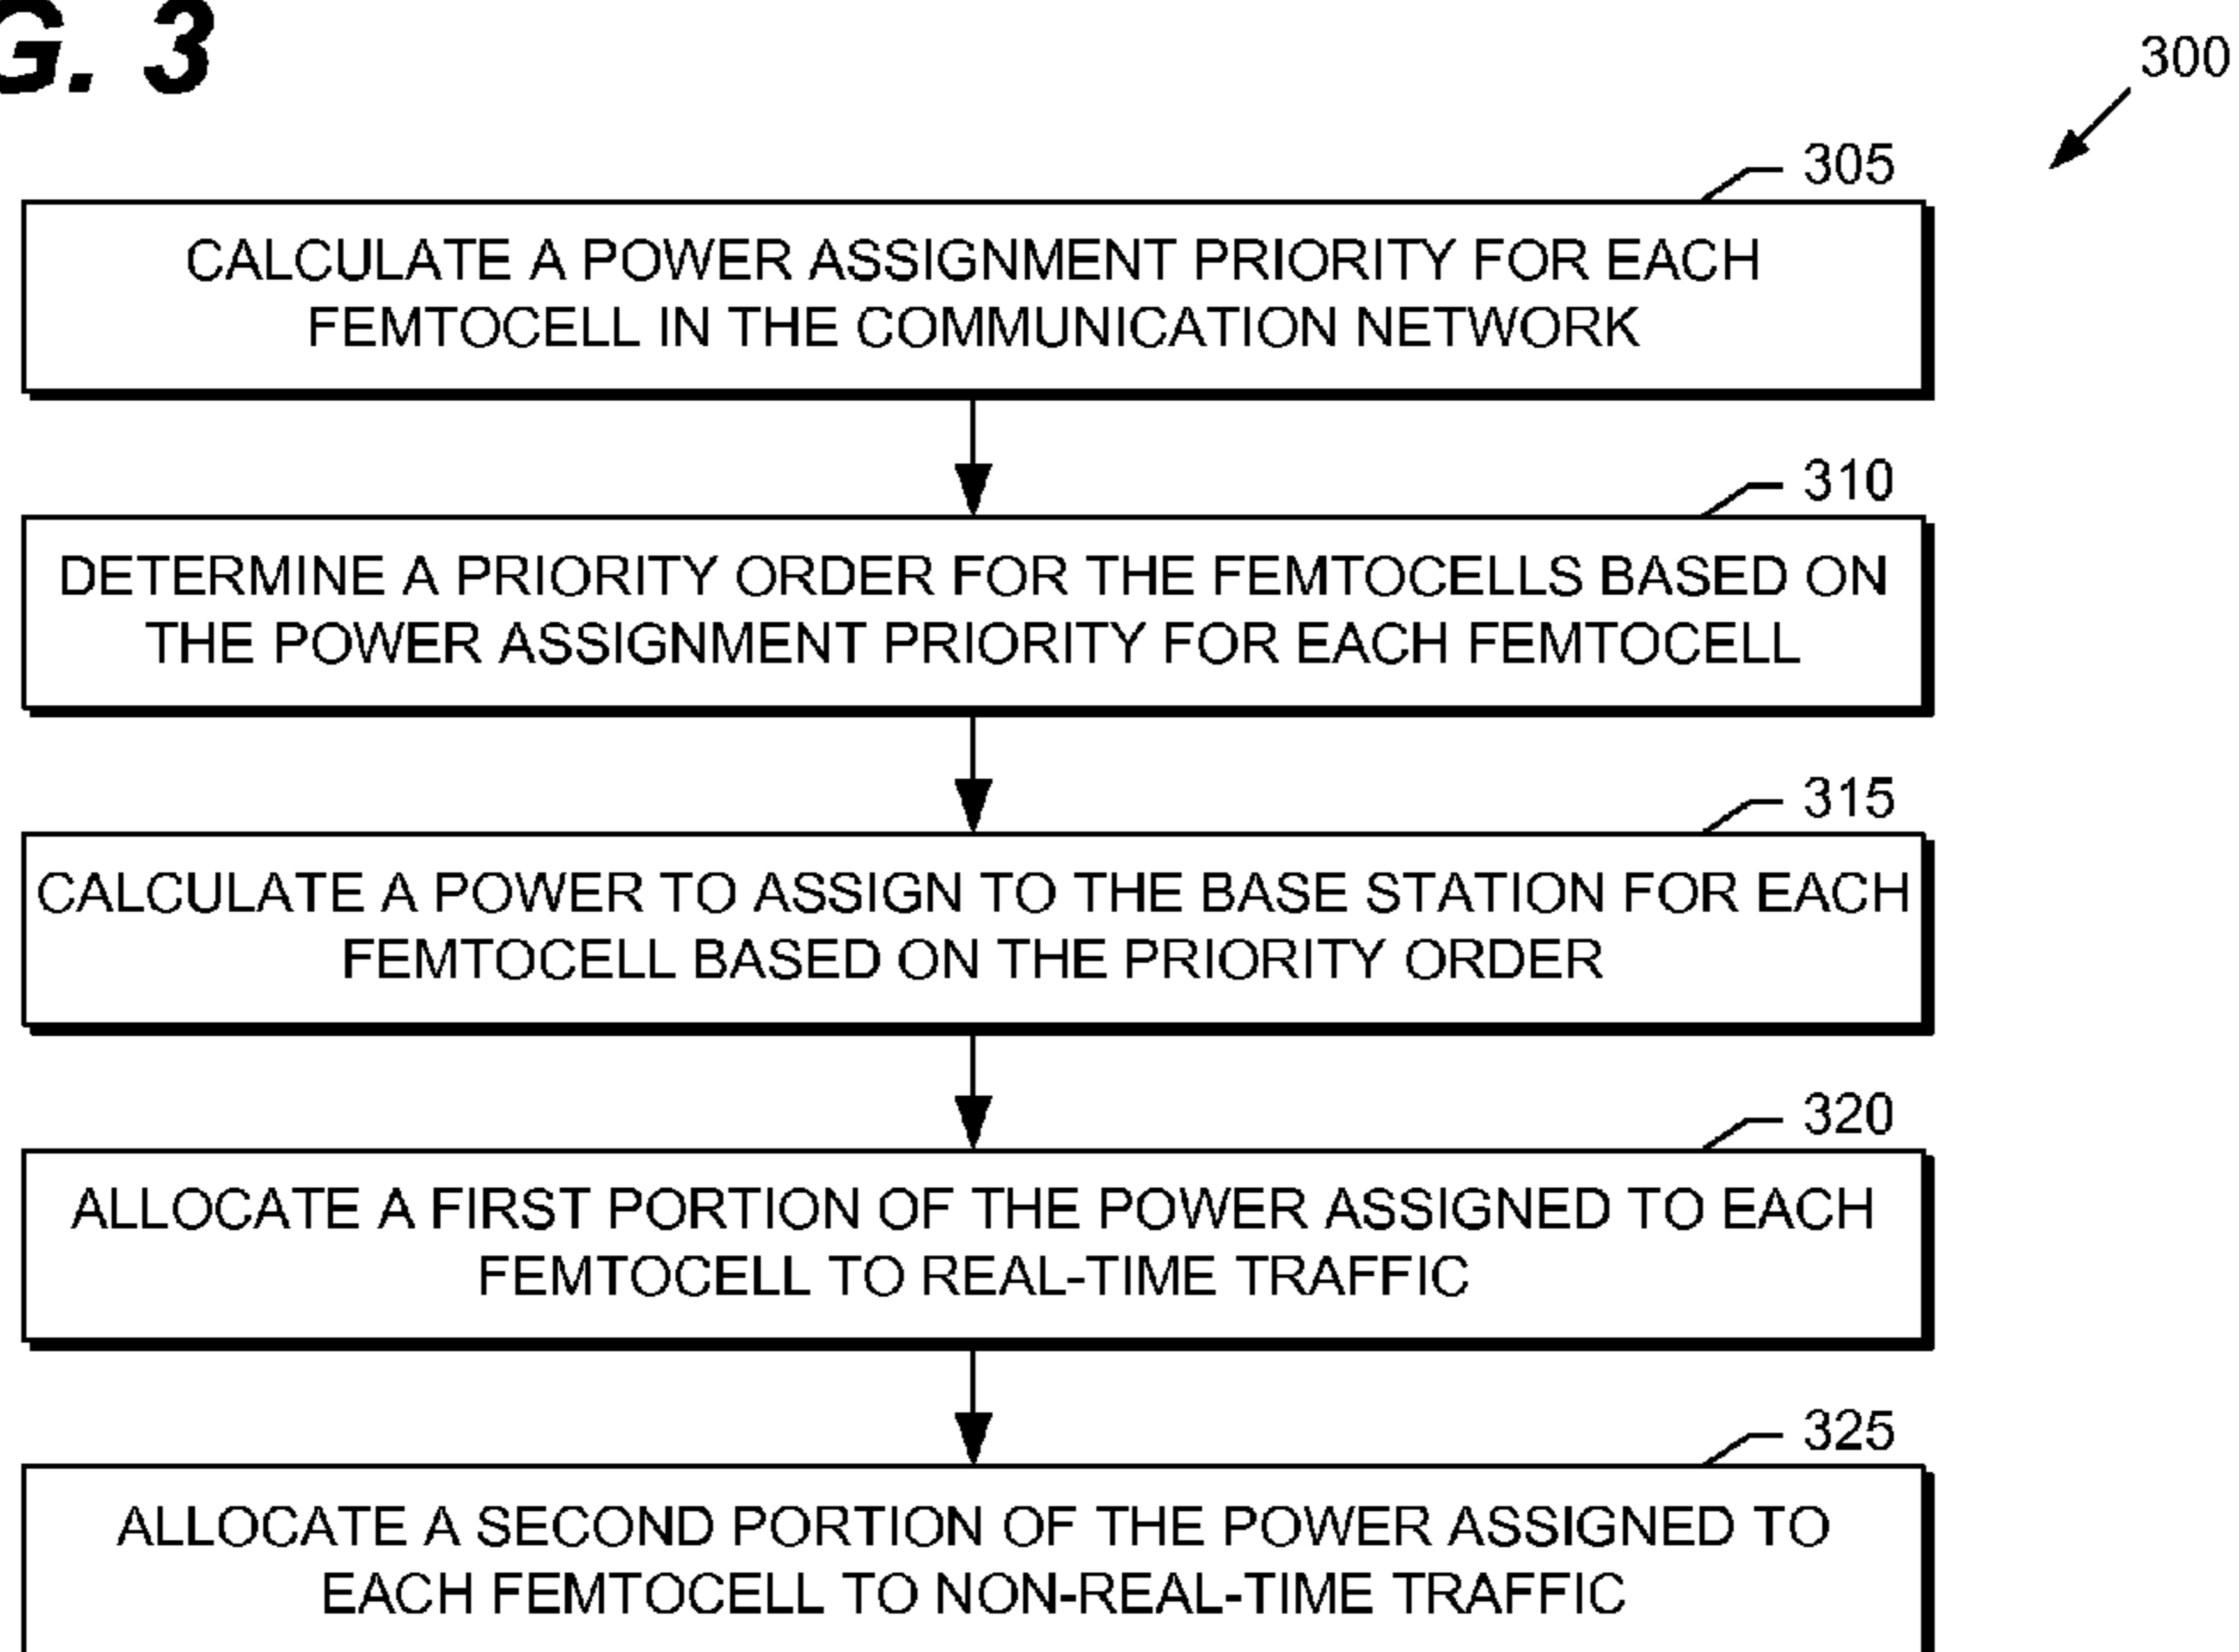 G. 3
300
305
CALCULATE A POWER ASSIGNMENT PRIORITY FOR EACH
FEMTOCELL IN THE COMMUNICATION NETWORK
310
DETERMINE A PRIORITY ORDER FOR THE FEMTOCELLS BASED ON
THE POWER ASSIGNMENT PRIORITY FOR EACH FEMTOCELL
315
CALCULATE A POWER TO ASSIGN TO THE BASE STATION FOR EACH
FEMTOCELL BASED ON THE PRIORITY ORDER
320
ALLOCATE A FIRST PORTION OF THE POWER ASSIGNED TO EACH
FEMTOCELL TO REAL-TIME TRAFFIC
325
ALLOCATE A SECOND PORTION OF THE POWER ASSIGNED TO
EACH FEMTOCELL TO NON-REAL-TIME TRAFFIC